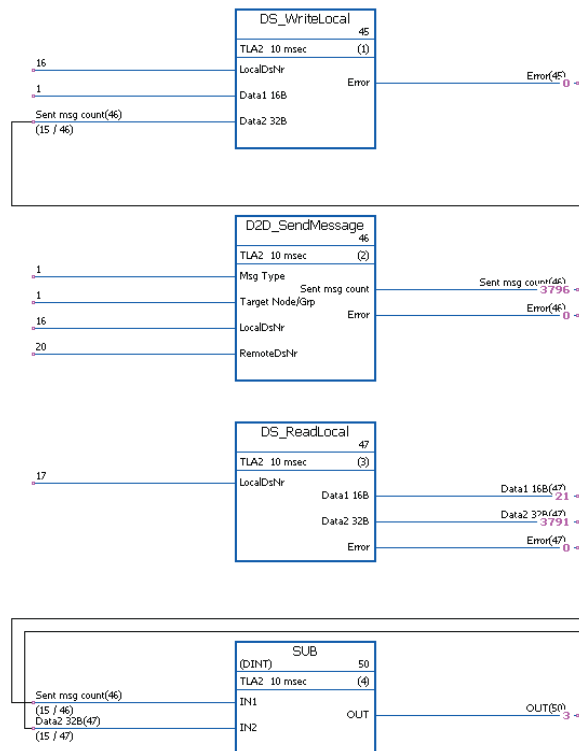 DS_WriteLocal
45
TLA2 10 msec (1)
16 LocalDsNr
Error Error(45) 0
1 Data1 16B
Sent msg count(46) Data2 32B
(15 / 46)
D2D_SendMessage
46
TLA2 10 msec (2)
1 Msg Type
Sent msg count Sent msg count(46) 3796
1 Target Node/Grp
Error Error(46) 0
16 LocalDsNr
20 RemoteDsNr
DS_ReadLocal
47
TLA2 10 msec (3)
17 LocalDsNr
Data1 16B Data1 16B(47) 21
Data2 32B Data2 32B(47) 3791
Error Error(47) 0
SUB
(DINT) 50
TLA2 10 msec (4)
Sent msg count(46) IN1
(15 / 46)
OUT OUT(50) 3
Data2 32B(47) IN2
(15 / 47)